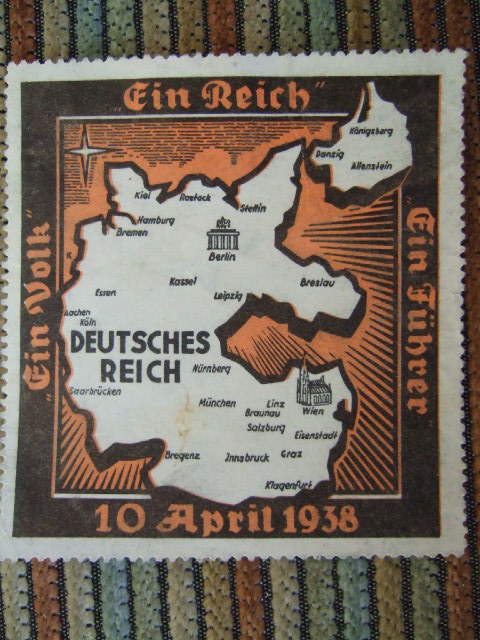 „Ein Reich"
„Ein Volk"
„Ein Führer"
Königsberg
Danzig
Allenstein
Kiel
Rostock
Stettin
Hamburg
Bremen
Berlin
Kassel
Breslau
Essen
Leipzig
Aachen
Köln
DEUTSCHES
REICH
Nürnberg
Saarbrücken
München
Linz
Wien
Braunau
Salzburg
Eisenstadt
Bregenz
Innsbruck
Graz
Klagenfurt
10 April 1938